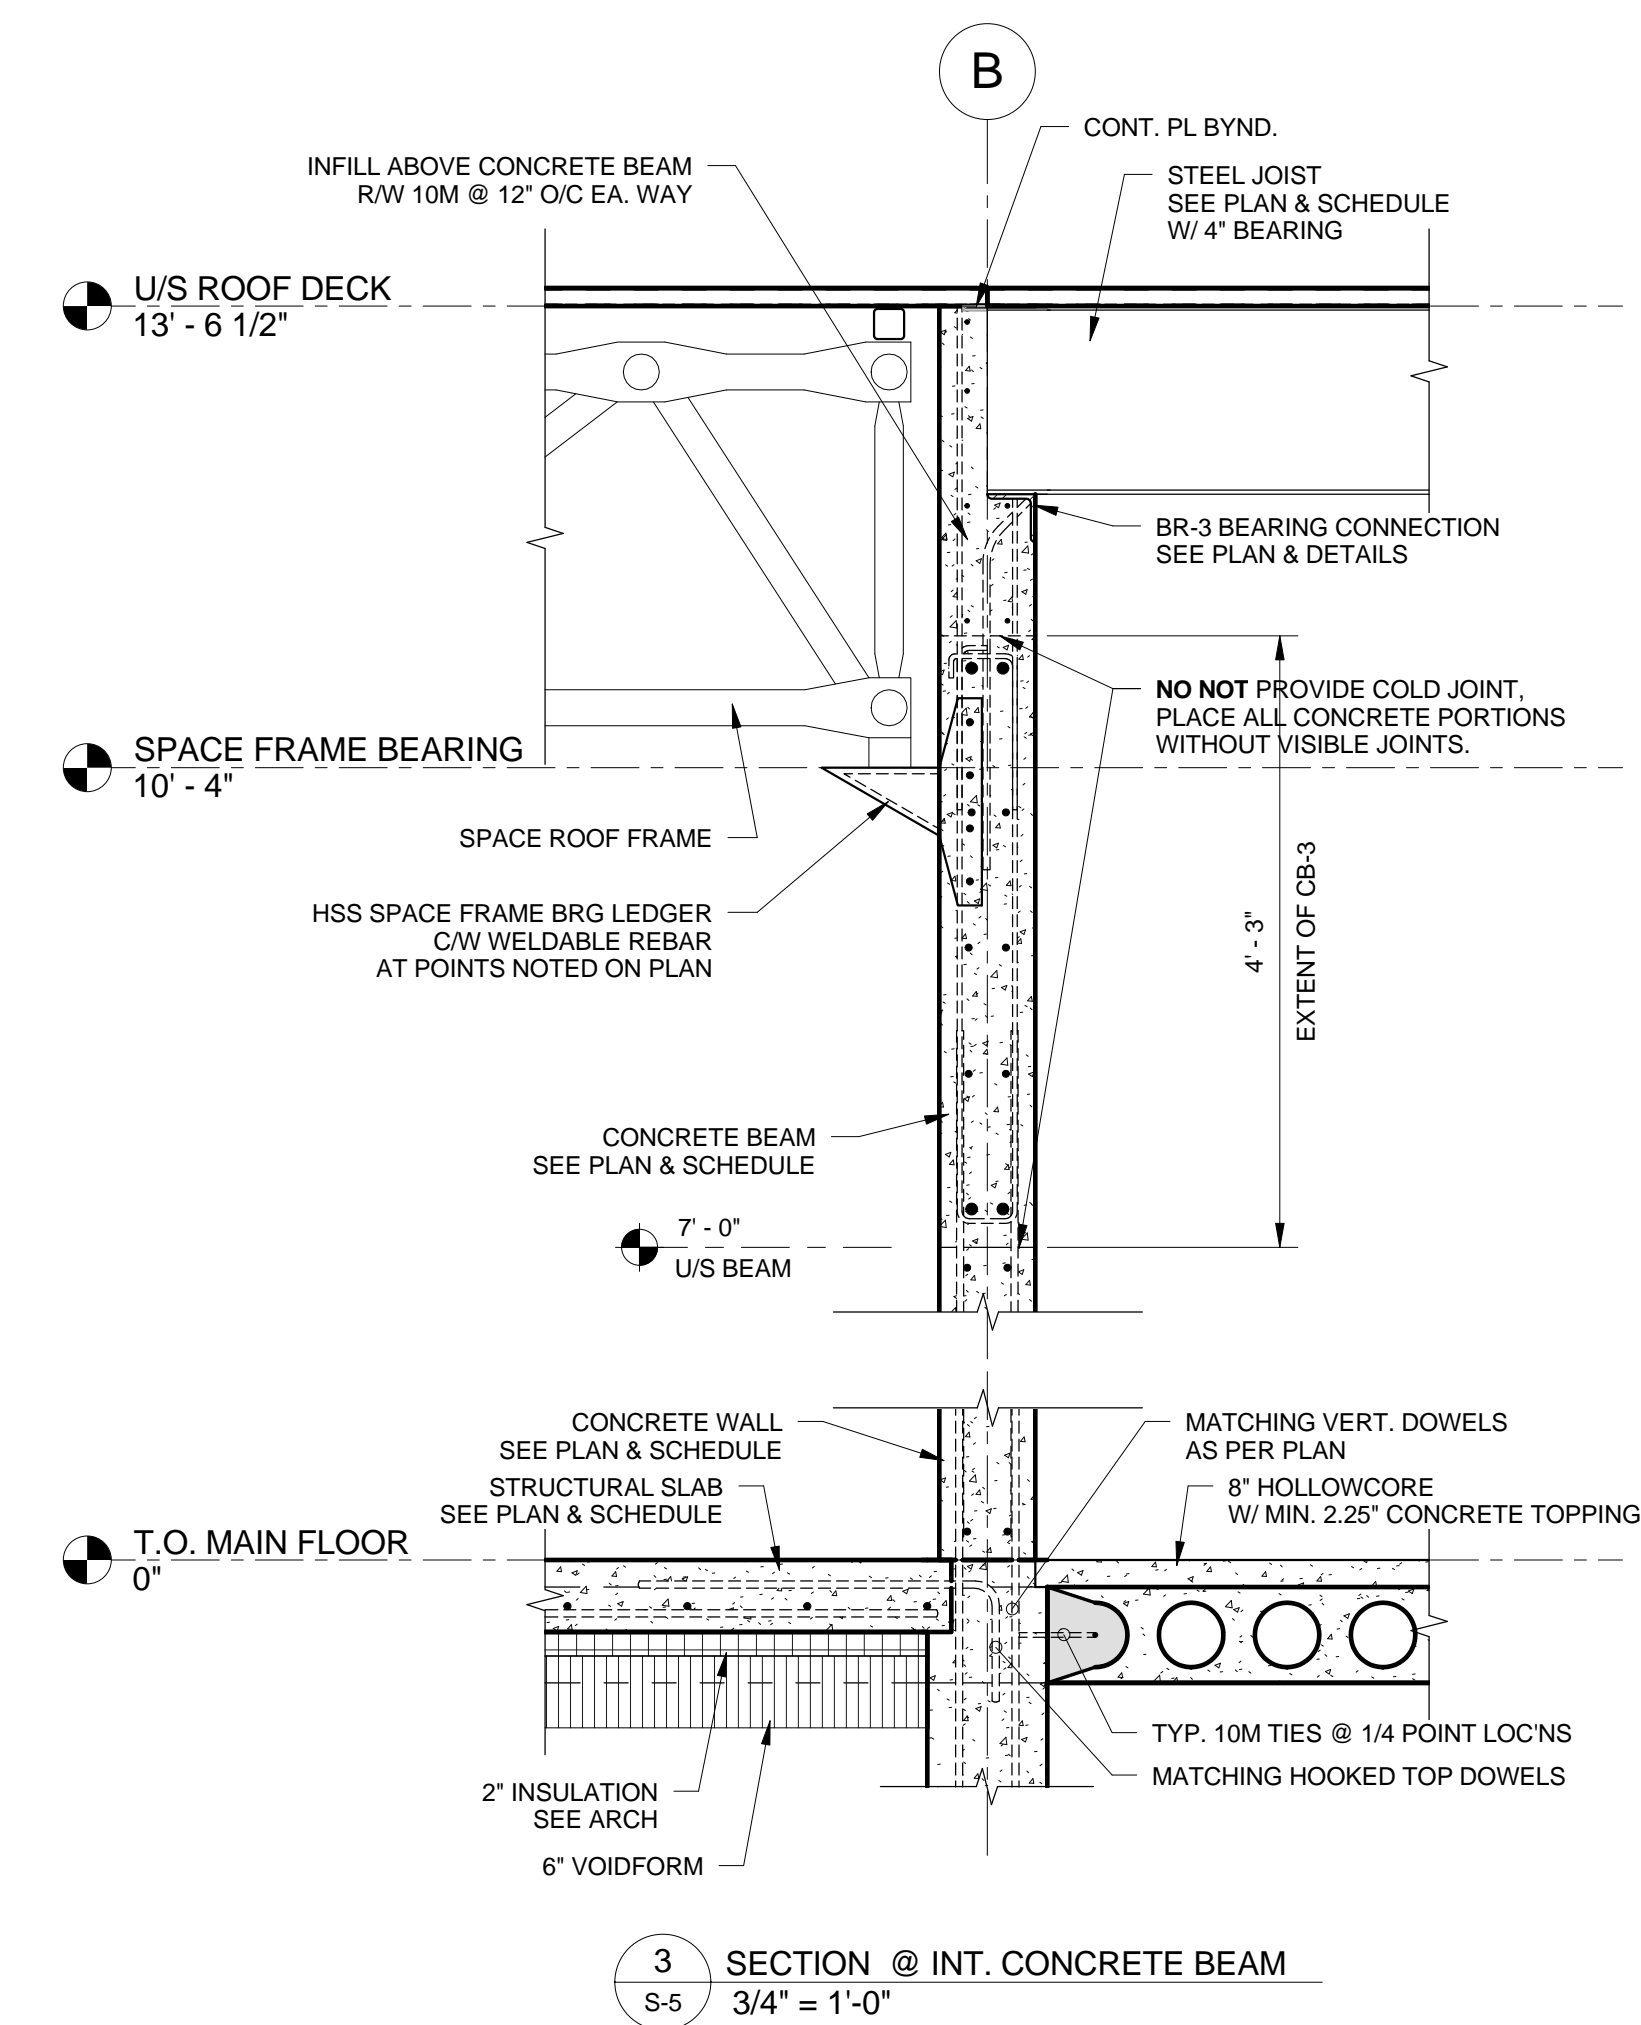 B
CONT. PL BYND.
INFILL ABOVE CONCRETE BEAM
R/W 10M @ 12" O/C EA. WAY
STEEL JOIST
SEE PLAN & SCHEDULE
W/ 4" BEARING
U/S ROOF DECK
13' - 6 1/2"
BR-3 BEARING CONNECTION
SEE PLAN & DETAILS
NO NOT PROVIDE COLD JOINT,
PLACE ALL CONCRETE PORTIONS
WITHOUT VISIBLE JOINTS.
SPACE FRAME BEARING
10' - 4"
SPACE ROOF FRAME
HSS SPACE FRAME BRG LEDGER
C/W WELDABLE REBAR
AT POINTS NOTED ON PLAN
4' - 3"
EXTENT OF CB-3
CONCRETE BEAM
SEE PLAN & SCHEDULE
7' - 0"
U/S BEAM
CONCRETE WALL
SEE PLAN & SCHEDULE
MATCHING VERT. DOWELS
AS PER PLAN
STRUCTURAL SLAB
SEE PLAN & SCHEDULE
8" HOLLOWCORE
W/ MIN. 2.25" CONCRETE TOPPING
T.O. MAIN FLOOR
0"
TYP. 10M TIES @ 1/4 POINT LOC'NS
MATCHING HOOKED TOP DOWELS
2" INSULATION
SEE ARCH
6" VOIDFORM
3
S-5
SECTION @ INT. CONCRETE BEAM
3/4" = 1'-0"